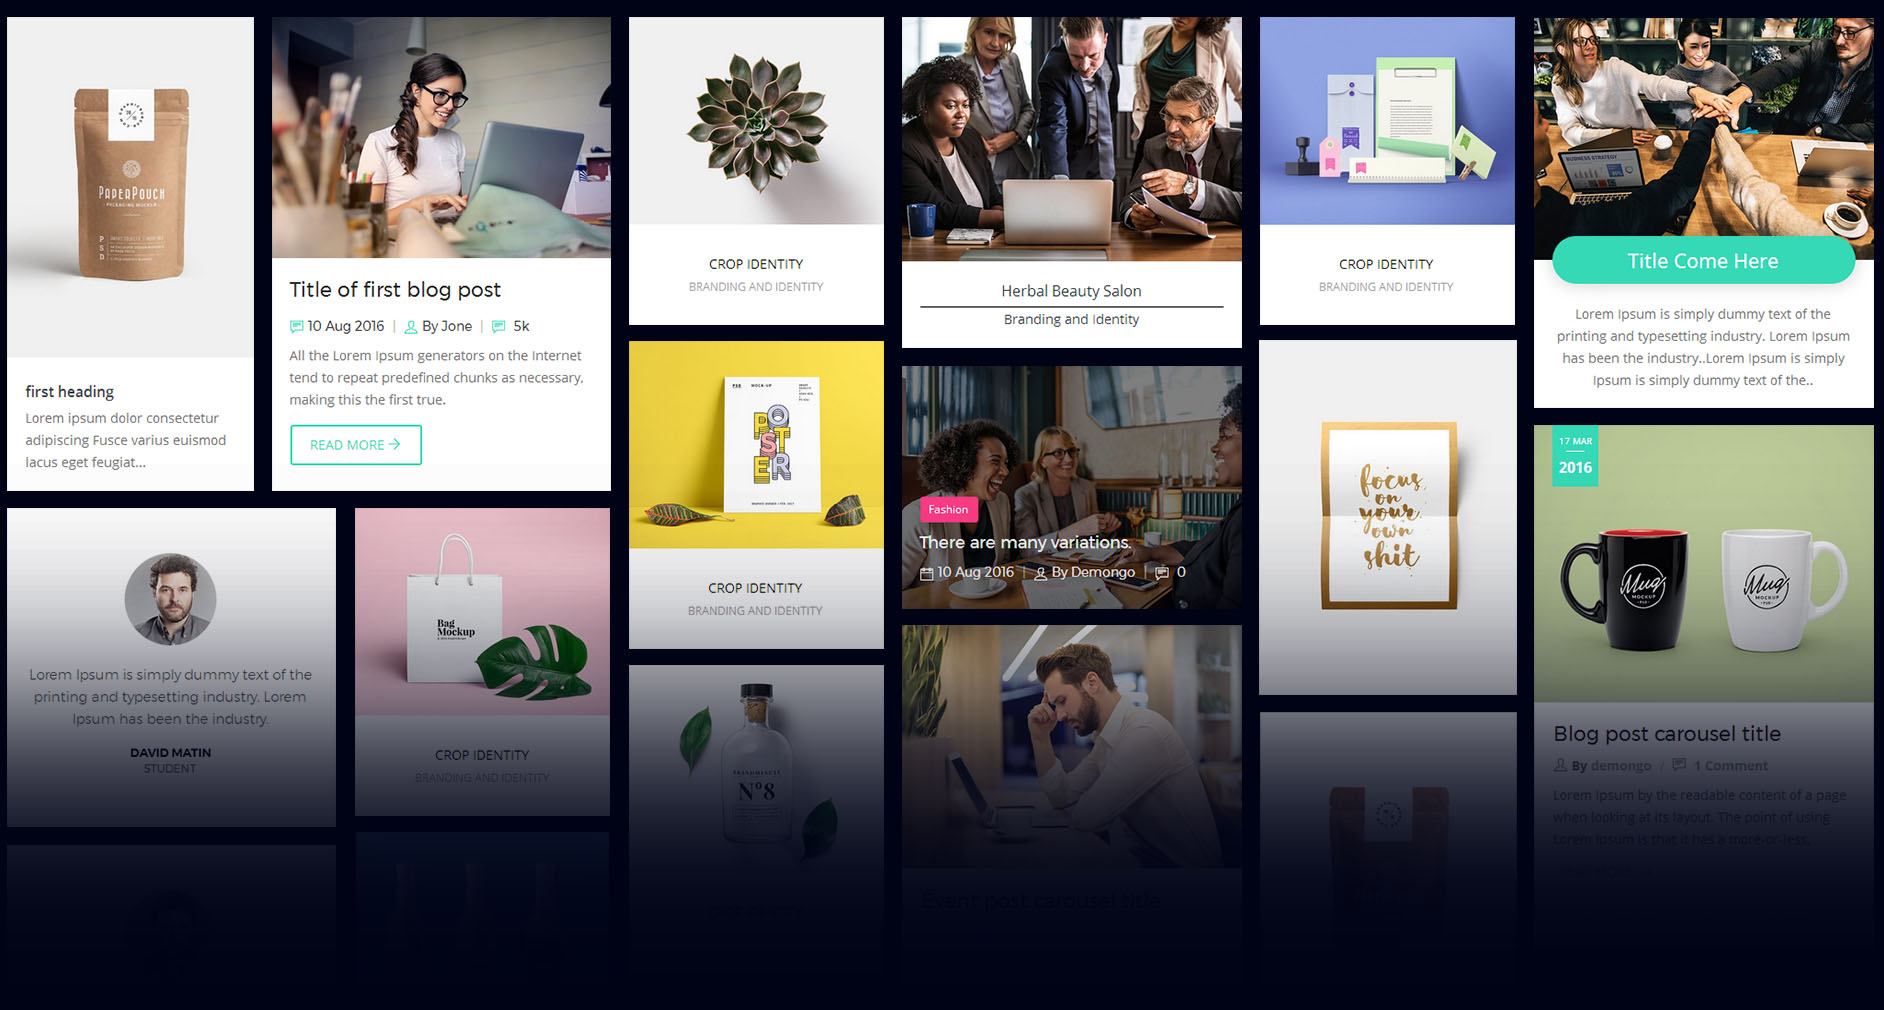 PAPERPOUCH
PACKAGING MOCKUP
P
S
D
first heading
Lorem ipsum dolor consectetur
adipiscing Fusce varius euismod
lacus eget feugiat...
Title of first blog post
10 Aug 2016 | By Jone | 5k
All the Lorem Ipsum generators on the Internet
tend to repeat predefined chunks as necessary,
making this the first true.
READ MORE
CROP IDENTITY
BRANDING AND IDENTITY
Herbal Beauty Salon
Branding and Identity
CROP IDENTITY
BRANDING AND IDENTITY
BUSINESS STRATEGY
Title Come Here
Lorem Ipsum is simply dummy text of the
printing and typesetting industry. Lorem Ipsum
has been the industry..Lorem Ipsum is simply
Ipsum is simply dummy text of the..
Lorem Ipsum is simply dummy text of the
printing and typesetting industry. Lorem
Ipsum has been the industry.
DAVID MATIN
STUDENT
Bag
Mockup
CROP IDENTITY
BRANDING AND IDENTITY
PSD MOCK-UP
POSTER
CROP IDENTITY
BRANDING AND IDENTITY
Nº8
Fashion
There are many variations.
10 Aug 2016 | By Demongo | 0
Event post carousel title
focus
on
your
own
shit
17 MAR
2016
Mug
MOCKUP
PSD
Mug
MOCKUP
PSD
Blog post carousel title
By demongo / 1 Comment
Lorem Ipsum by the readable content of a page
when looking at its layout. The point of using
Lorem Ipsum is that it has a more-or-less,